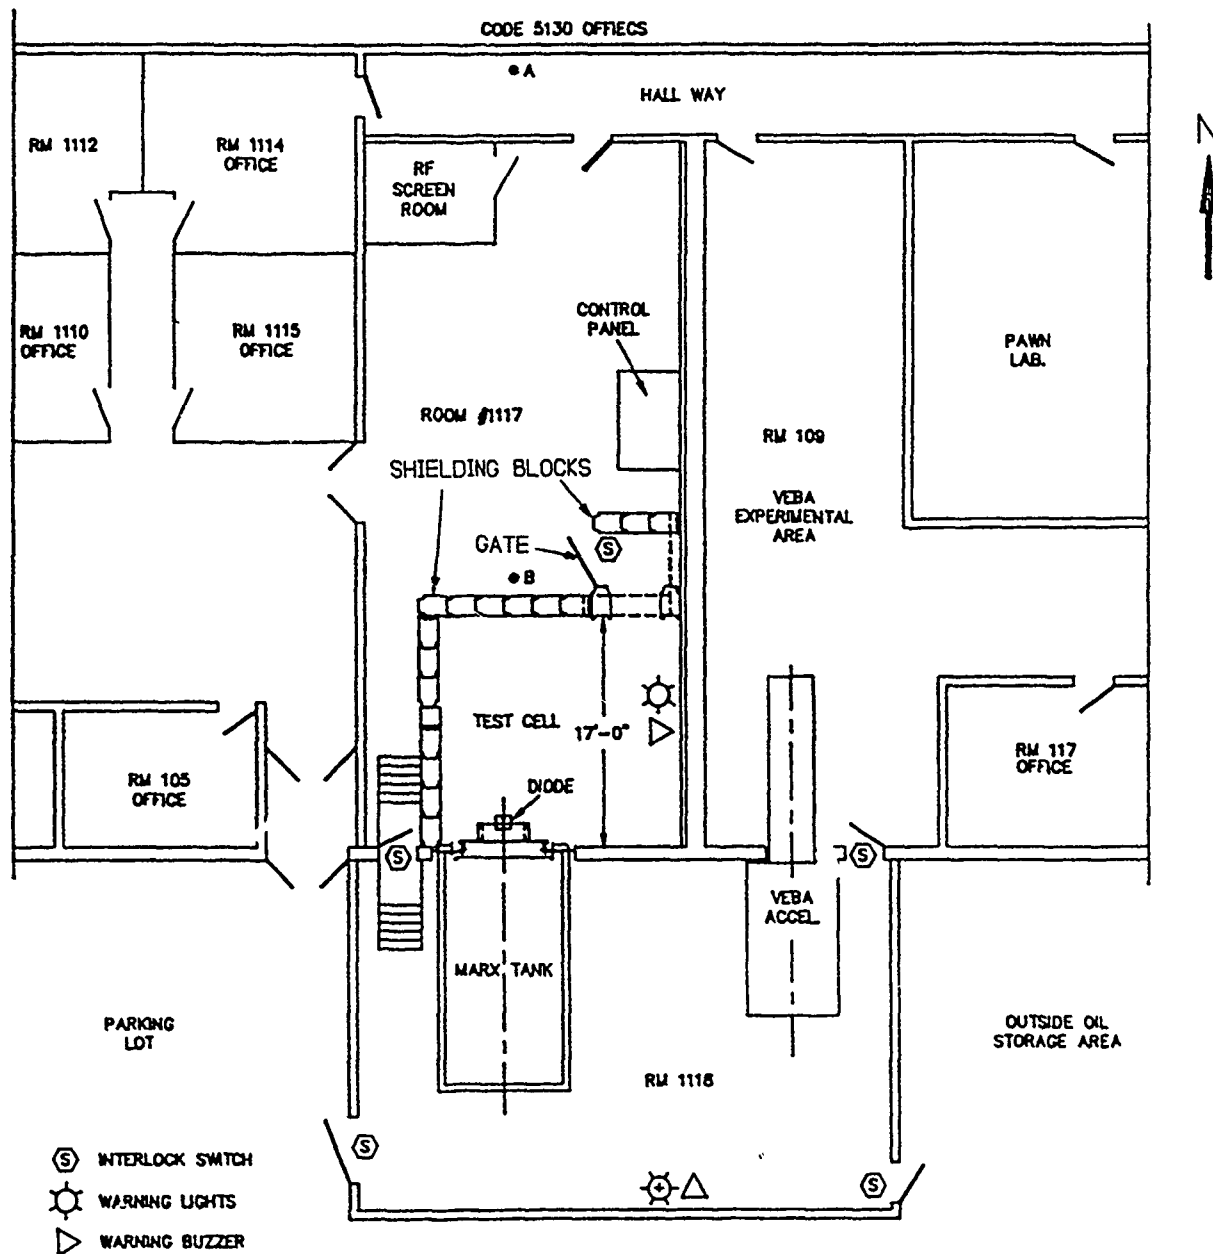 CODE 5130 OFFIECS
A
HALL WAY
N
RM 1112
RM 1114
OFFICE
RF
SCREEN
ROOM
CONTROL
PANEL
RM 1110
OFFICE
RM 1115
OFFICE
PAWN
LAB.
ROOM #1117
RM 109
SHIELDING BLOCKS
VEBA
EXPERIMENTAL
AREA
GATE
S
B
TEST CELL
17'-0"
RM 105
OFFICE
DIODE
RM 117
OFFICE
S
S
VEBA
ACCEL.
MARX TANK
PARKING
LOT
OUTSIDE OIL
STORAGE AREA
RM 1118
S
S
S INTERLOCK SWITCH
WARNING LIGHTS
WARNING BUZZER